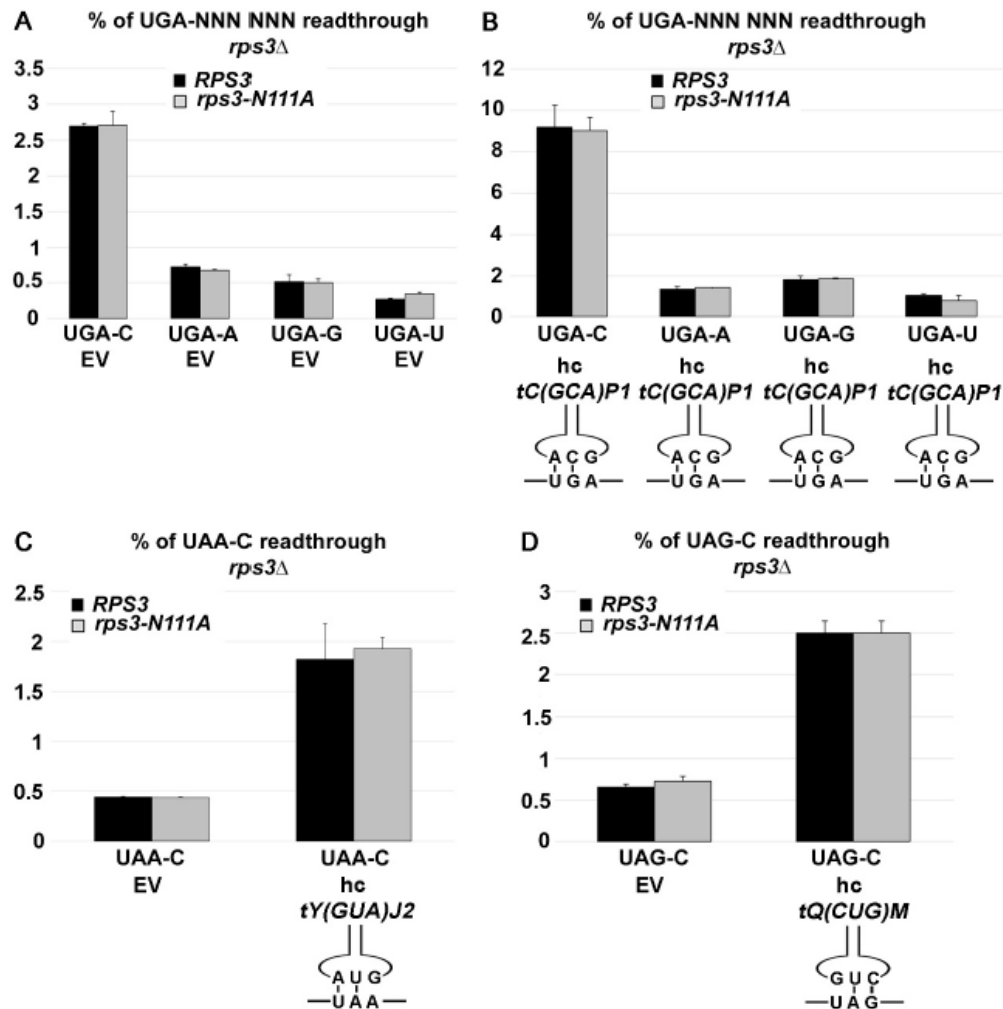 A % of UGA-NNN NNN readthrough
rps3Δ
3.5
3
2.5
2
1.5
1
0.5
0
RPS3
rps3-N111A
UGA-C UGA-A UGA-G UGA-U
EV EV EV EV
B % of UGA-NNN NNN readthrough
rps3Δ
12
10
8
6
4
2
0
RPS3
rps3-N111A
UGA-C UGA-A UGA-G UGA-U
hc hc hc hc
tC(GCA)P1 tC(GCA)P1 tC(GCA)P1 tC(GCA)P1
A C G A C G A C G A C G
U G A U G A U G A U G A
C % of UAA-C readthrough
rps3Δ
2.5
2
1.5
1
0.5
0
RPS3
rps3-N111A
UAA-C UAA-C
EV hc
tY(GUA)J2
A U G
U A A
D % of UAG-C readthrough
rps3Δ
3
2.5
2
1.5
1
0.5
0
RPS3
rps3-N111A
UAG-C UAG-C
EV hc
tQ(CUG)M
G U C
U A G